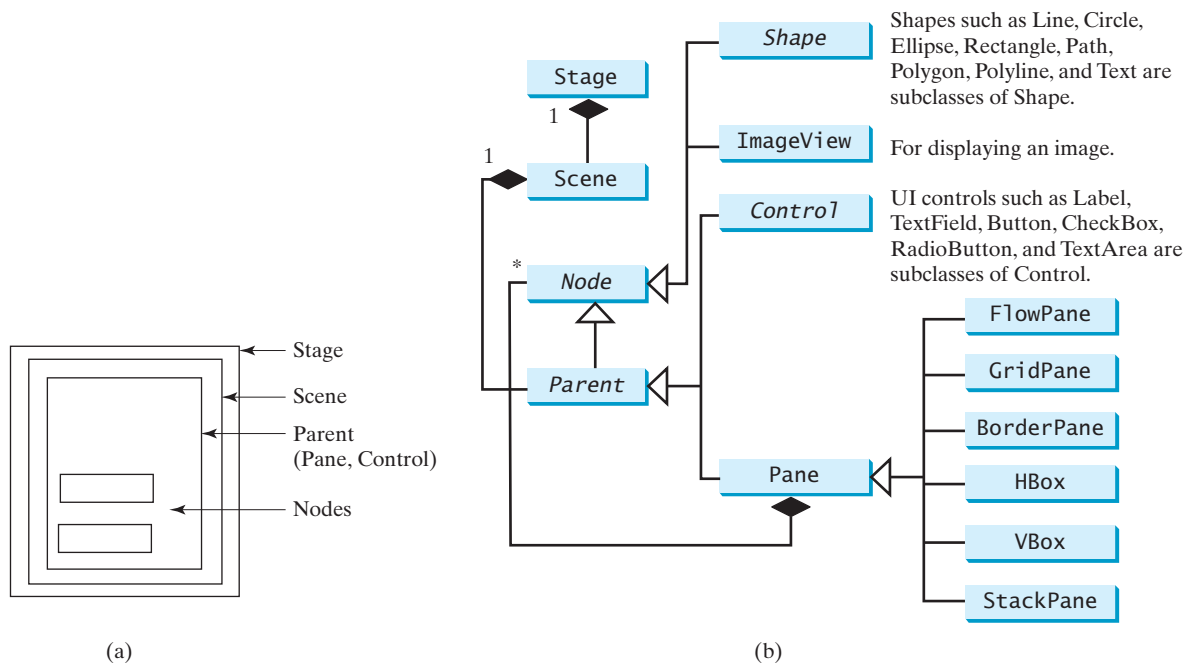 Stage
1
1
Scene
*
Node
Parent
Shape
Shapes such as Line, Circle,
Ellipse, Rectangle, Path,
Polygon, Polyline, and Text are
subclasses of Shape.
ImageView
For displaying an image.
Control
UI controls such as Label,
TextField, Button, CheckBox,
RadioButton, and TextArea are
subclasses of Control.
Pane
FlowPane
GridPane
BorderPane
HBox
VBox
StackPane
Stage
Scene
Parent
(Pane, Control)
Nodes
(a)
(b)